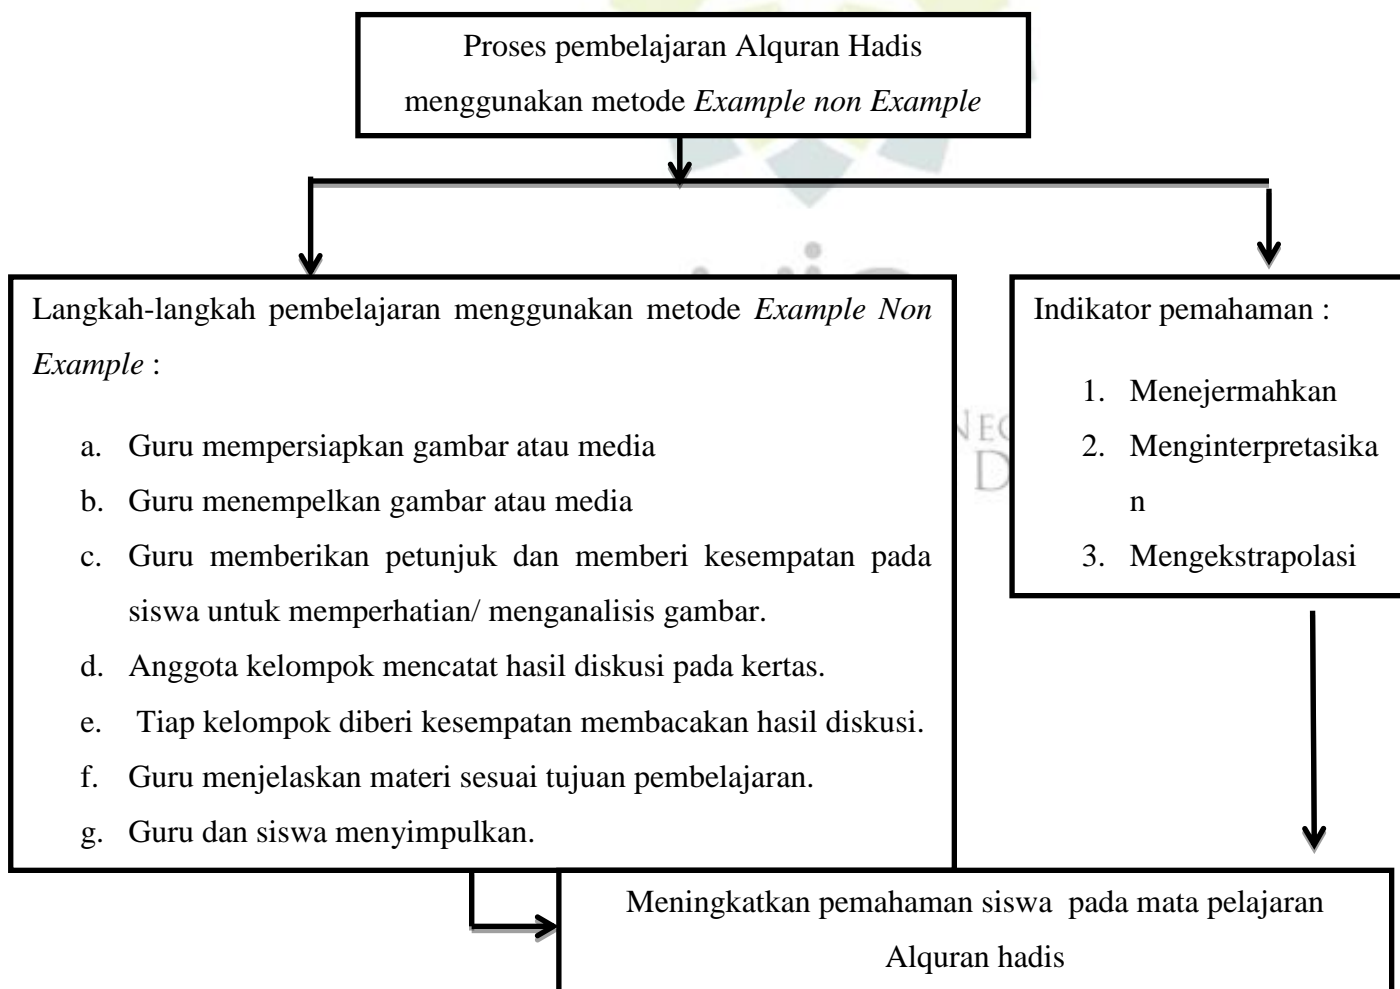 Proses pembelajaran Alquran Hadis
menggunakan metode Example non Example
Langkah-langkah pembelajaran menggunakan metode Example Non
Example :
a. Guru mempersiapkan gambar atau media
b. Guru menempelkan gambar atau media
c. Guru memberikan petunjuk dan memberi kesempatan pada
siswa untuk memperhatian/ menganalisis gambar.
d. Anggota kelompok mencatat hasil diskusi pada kertas.
e. Tiap kelompok diberi kesempatan membacakan hasil diskusi.
f. Guru menjelaskan materi sesuai tujuan pembelajaran.
g. Guru dan siswa menyimpulkan.
Indikator pemahaman :
1. Menejermahkan
2. Menginterpretasika
n
3. Mengekstrapolasi
Meningkatkan pemahaman siswa pada mata pelajaran
Alquran hadis